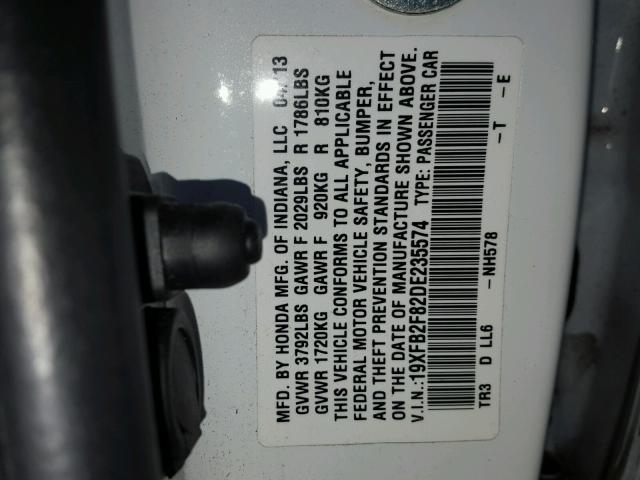 MFD. BY HONDA MFG. OF INDIANA, LLC 04/13
GVWR 3792LBS GAWR F 2029LBS R 1786LBS
GVWR 1720KG GAWR F 920KG R 810KG
THIS VEHICLE CONFORMS TO ALL APPLICABLE
FEDERAL MOTOR VEHICLE SAFETY, BUMPER,
AND THEFT PREVENTION STANDARDS IN EFFECT
ON THE DATE OF MANUFACTURE SHOWN ABOVE.
V.I.N.:19XFB2F82DE235574 TYPE: PASSENGER CAR
TR3 D LL6 -NH578 -T -E